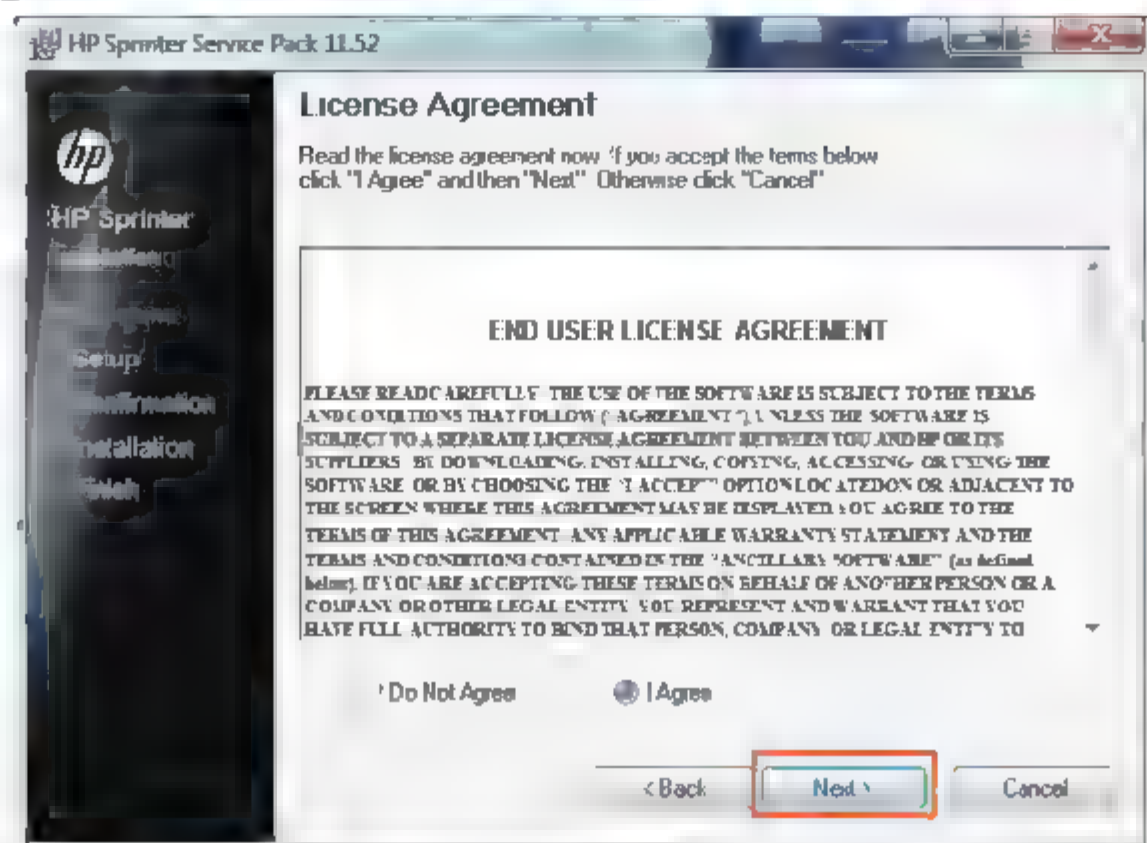 HP Sprinter Service Pack 11.52
hp
HP Sprinter
Setup
Confirmation
Installation
Finish
License Agreement
Read the license agreement now If you accept the terms below
click "I Agree" and then "Next" Otherwise click "Cancel"
END USER LICENSE AGREEMENT
PLEASE READ CAREFULLY THE USE OF THE SOFTWARE IS SUBJECT TO THE TERMS
AND CONDITIONS THAT FOLLOW ("AGREEMENT"), UNLESS THE SOFTWARE IS
SUBJECT TO A SEPARATE LICENSE AGREEMENT BETWEEN YOU AND HP OR ITS
SUPPLIERS BY DOWNLOADING, INSTALLING, COPYING, ACCESSING OR USING THE
SOFTWARE OR BY CHOOSING THE "I ACCEPT" OPTION LOCATED ON OR ADJACENT TO
THE SCREEN WHERE THIS AGREEMENT MAY BE DISPLAYED YOU AGREE TO THE
TERMS OF THIS AGREEMENT ANY APPLICABLE WARRANTY STATEMENT AND THE
TERMS AND CONDITIONS CONTAINED IN THE "ANCILLARY SOFTWARE" (as defined
below). IF YOU ARE ACCEPTING THESE TERMS ON BEHALF OF ANOTHER PERSON OR A
COMPANY OR OTHER LEGAL ENTITY YOU REPRESENT AND WARRANT THAT YOU
HAVE FULL AUTHORITY TO BIND THAT PERSON, COMPANY OR LEGAL ENTITY TO
Do Not Agree I Agree
< Back Next > Cancel